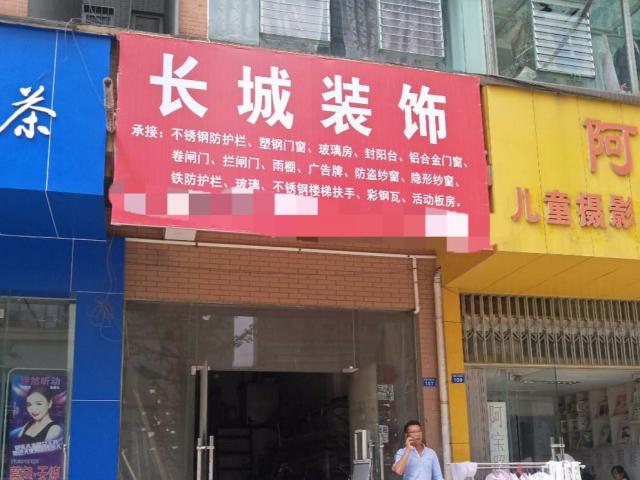 长城装饰
承接：不锈钢防护栏、塑钢门窗、玻璃房、封阳台、铝合金门窗、
卷闸门、拦闸门、雨棚、广告牌、防盗纱窗、隐形纱窗、
铁防护栏、玻璃、不锈钢楼梯扶手、彩钢瓦、活动板房。
茶
阿
儿童摄影
107
108
阿宝